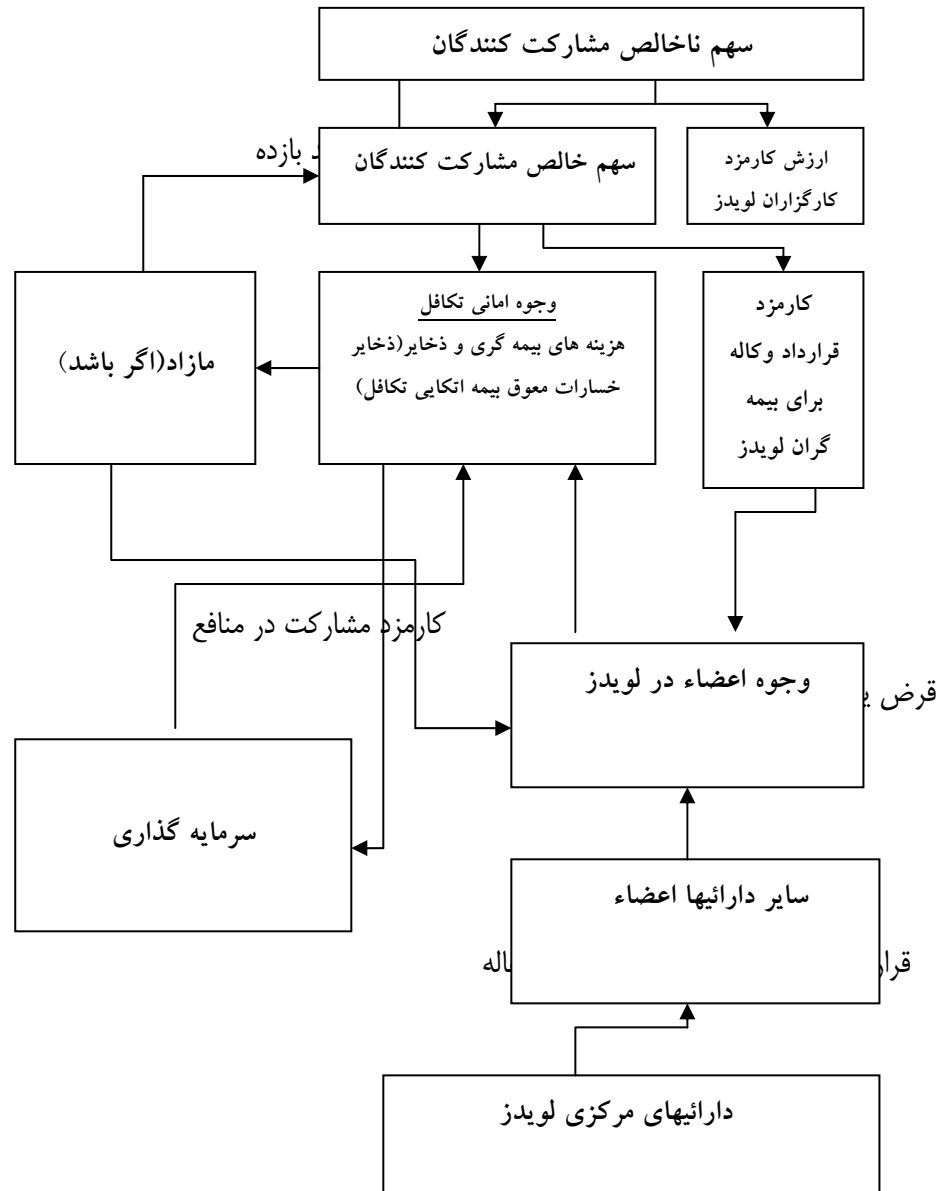 سهم ناخالص مشارکت کنندگان
سهم خالص مشارکت کنندگان
ارزش کارمزد
کارگزاران لویدز
بازده
مازاد(اگر باشد)
وجوه امانی تکافل
هزینه های بیمه گری و ذخایر(ذخایر
خسارات معوق بیمه اتکایی تکافل)
کارمزد
قرارداد وکاله
برای بیمه
گران لویدز
کارمزد مشارکت در منافع
وجوه اعضاء در لویدز
قرض
سرمایه گذاری
سایر دارائیها اعضاء
دارائیهای مرکزی لویدز